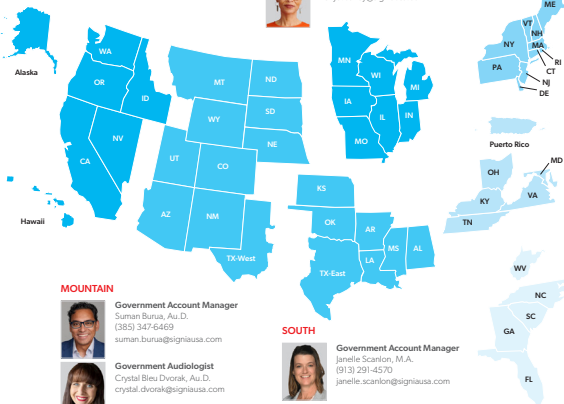 ME
VT
NH
NY
MA
RI
CT
PA
NJ
DE
Alaska
WA
OR
ID
NV
CA
MT
ND
SD
WY
NE
UT
CO
AZ
NM
TX-West
MN
WI
MI
IA
IL
IN
MO
KS
OK
AR
MS
AL
LA
TX-East
Hawaii
Puerto Rico
MD
OH
KY
VA
TN
WV
NC
SC
GA
FL
MOUNTAIN
Government Account Manager
Suman Burua, Au.D.
(385) 347-6469
suman.burua@signiausa.com
Government Audiologist
Crystal Bleu Dvorak, Au.D.
crystal.dvorak@signiausa.com
SOUTH
Government Account Manager
Janelle Scanlon, M.A.
(913) 291-4570
janelle.scanlon@signiausa.com